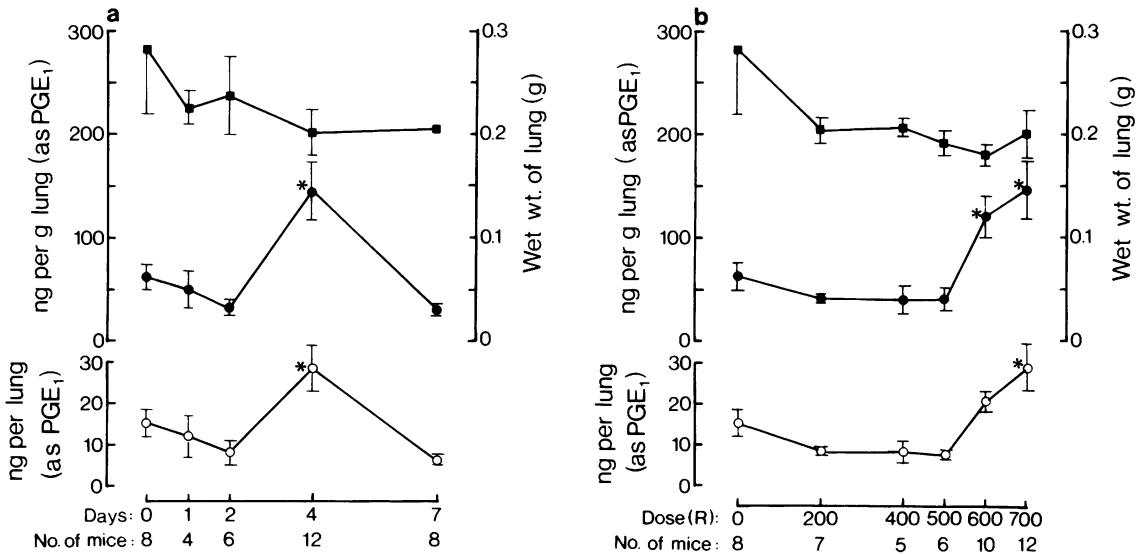 a
300
200
100
0
ng per g lung (as PGE1)
0.3
0.2
0.1
0
Wet wt. of lung (g)
*
30
20
10
0
ng per lung
(as PGE1)
*
Days: 0 1 2 4 7
No. of mice: 8 4 6 12 8
b
300
200
100
0
ng per g lung (as PGE1)
0.3
0.2
0.1
0
Wet wt. of lung (g)
* *
30
20
10
0
ng per lung
(as PGE1)
*
Dose (R): 0 200 400 500 600 700
No. of mice: 8 7 5 6 10 12